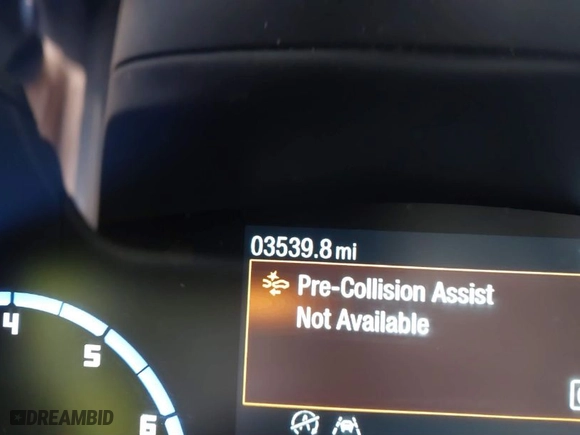 03539.8 mi
Pre-Collision Assist
Not Available
4
5
6
DREAMBID